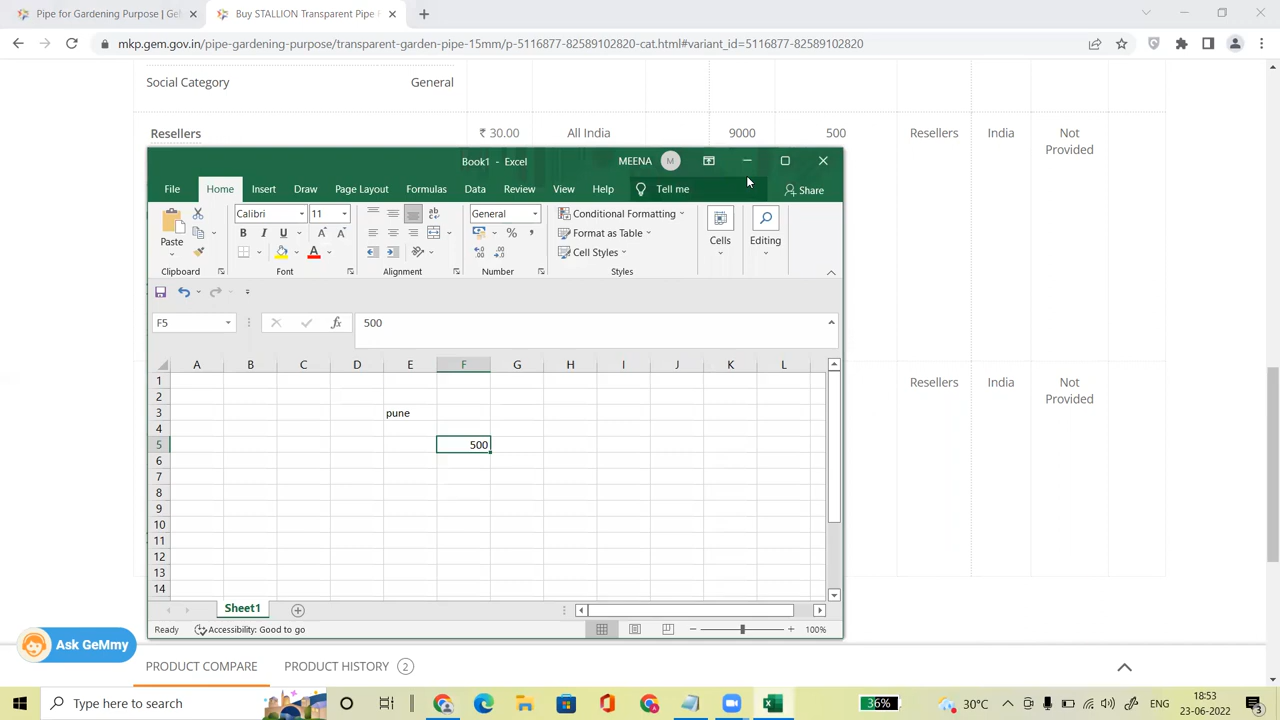 Pipe for Gardening Purpose | Gel
Buy STALLION Transparent Pipe
mkp.gem.gov.in/pipe-gardening-purpose/transparent-garden-pipe-15mm/p-5116877-82589102820-cat.html#variant_id=5116877-82589102820
Social Category General
Resellers ₹ 30.00 All India 9000 500 Resellers India Not Provided
Book1 - Excel MEENA M
File Home Insert Draw Page Layout Formulas Data Review View Help Tell me Share
Calibri 11 General Conditional Formatting
Paste B I U A A % Format as Table Cells Editing
Cell Styles
Clipboard Font Alignment Number Styles
F5 fx 500
A B C D E F G H I J K L
1
2
3 pune
4
5 500
6
7
8
9
10
11
12
13
14
Resellers India Not Provided
Sheet1
Ready Accessibility: Good to go 100%
Ask GeMmy
PRODUCT COMPARE PRODUCT HISTORY 2
Type here to search 36% 30°C ENG 18:53
23-06-2022 3